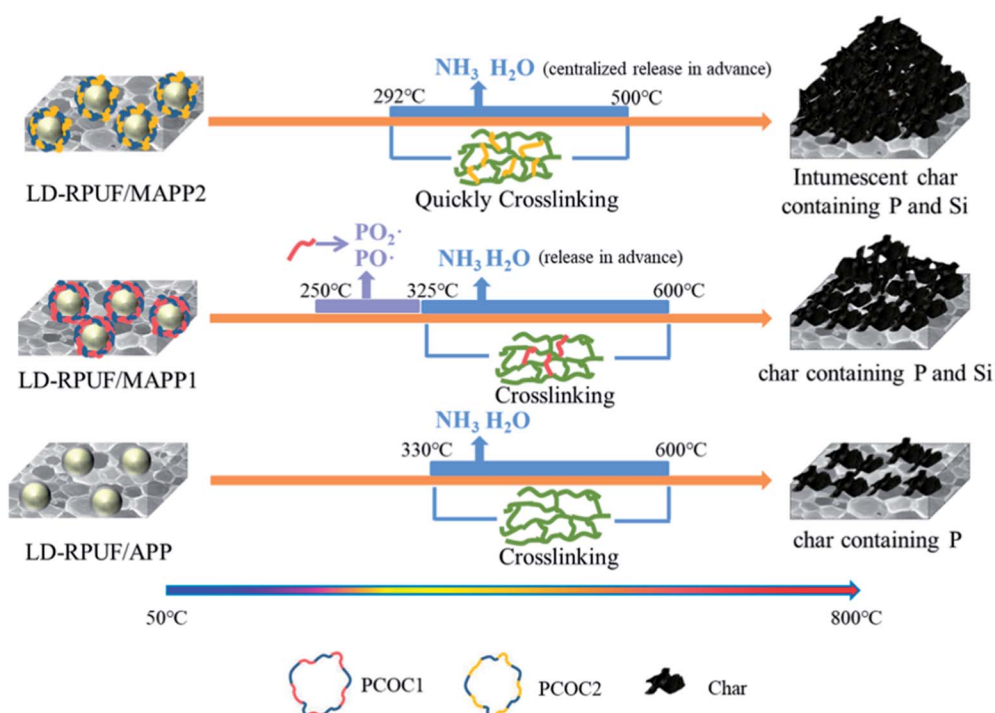 NH₃ H₂O (centralized release in advance)
292℃ 500℃
Quickly Crosslinking
LD-RPUF/MAPP2
Intumescent char
containing P and Si
PO₂·
PO·
NH₃ H₂O (release in advance)
250℃ 325℃ 600℃
Crosslinking
LD-RPUF/MAPP1
char containing P and Si
NH₃ H₂O
330℃ 600℃
Crosslinking
LD-RPUF/APP
char containing P
50℃ 800℃
PCOC1 PCOC2 Char